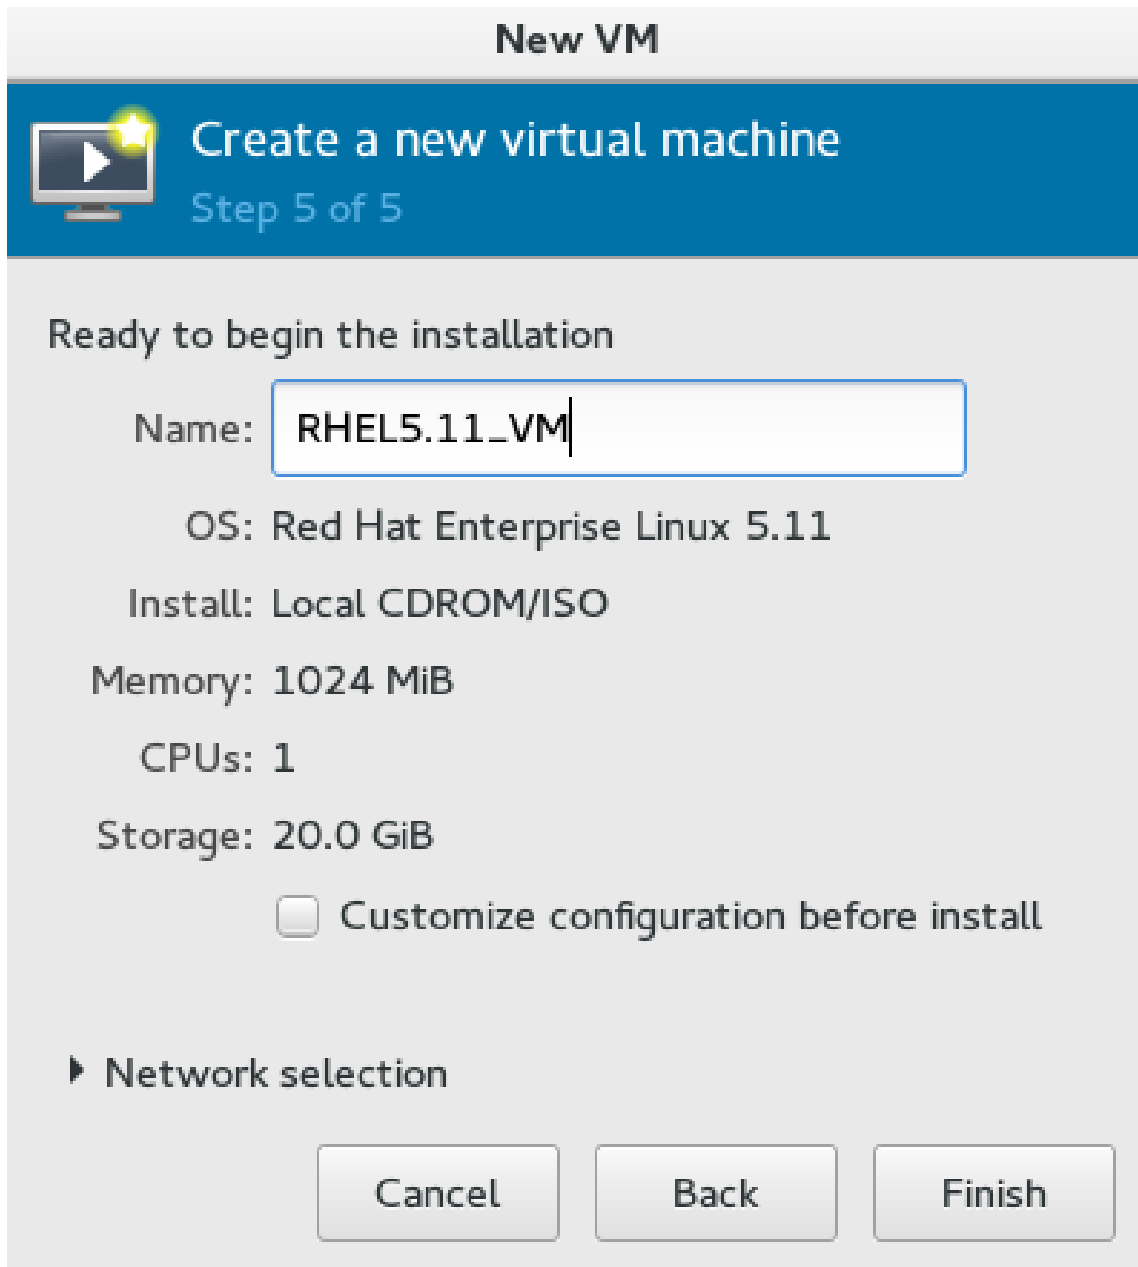 New VM
Create a new virtual machine
Step 5 of 5
Ready to begin the installation
Name: RHEL5.11_VM
OS: Red Hat Enterprise Linux 5.11
Install: Local CDROM/ISO
Memory: 1024 MiB
CPUs: 1
Storage: 20.0 GiB
Customize configuration before install
Network selection
Cancel Back Finish